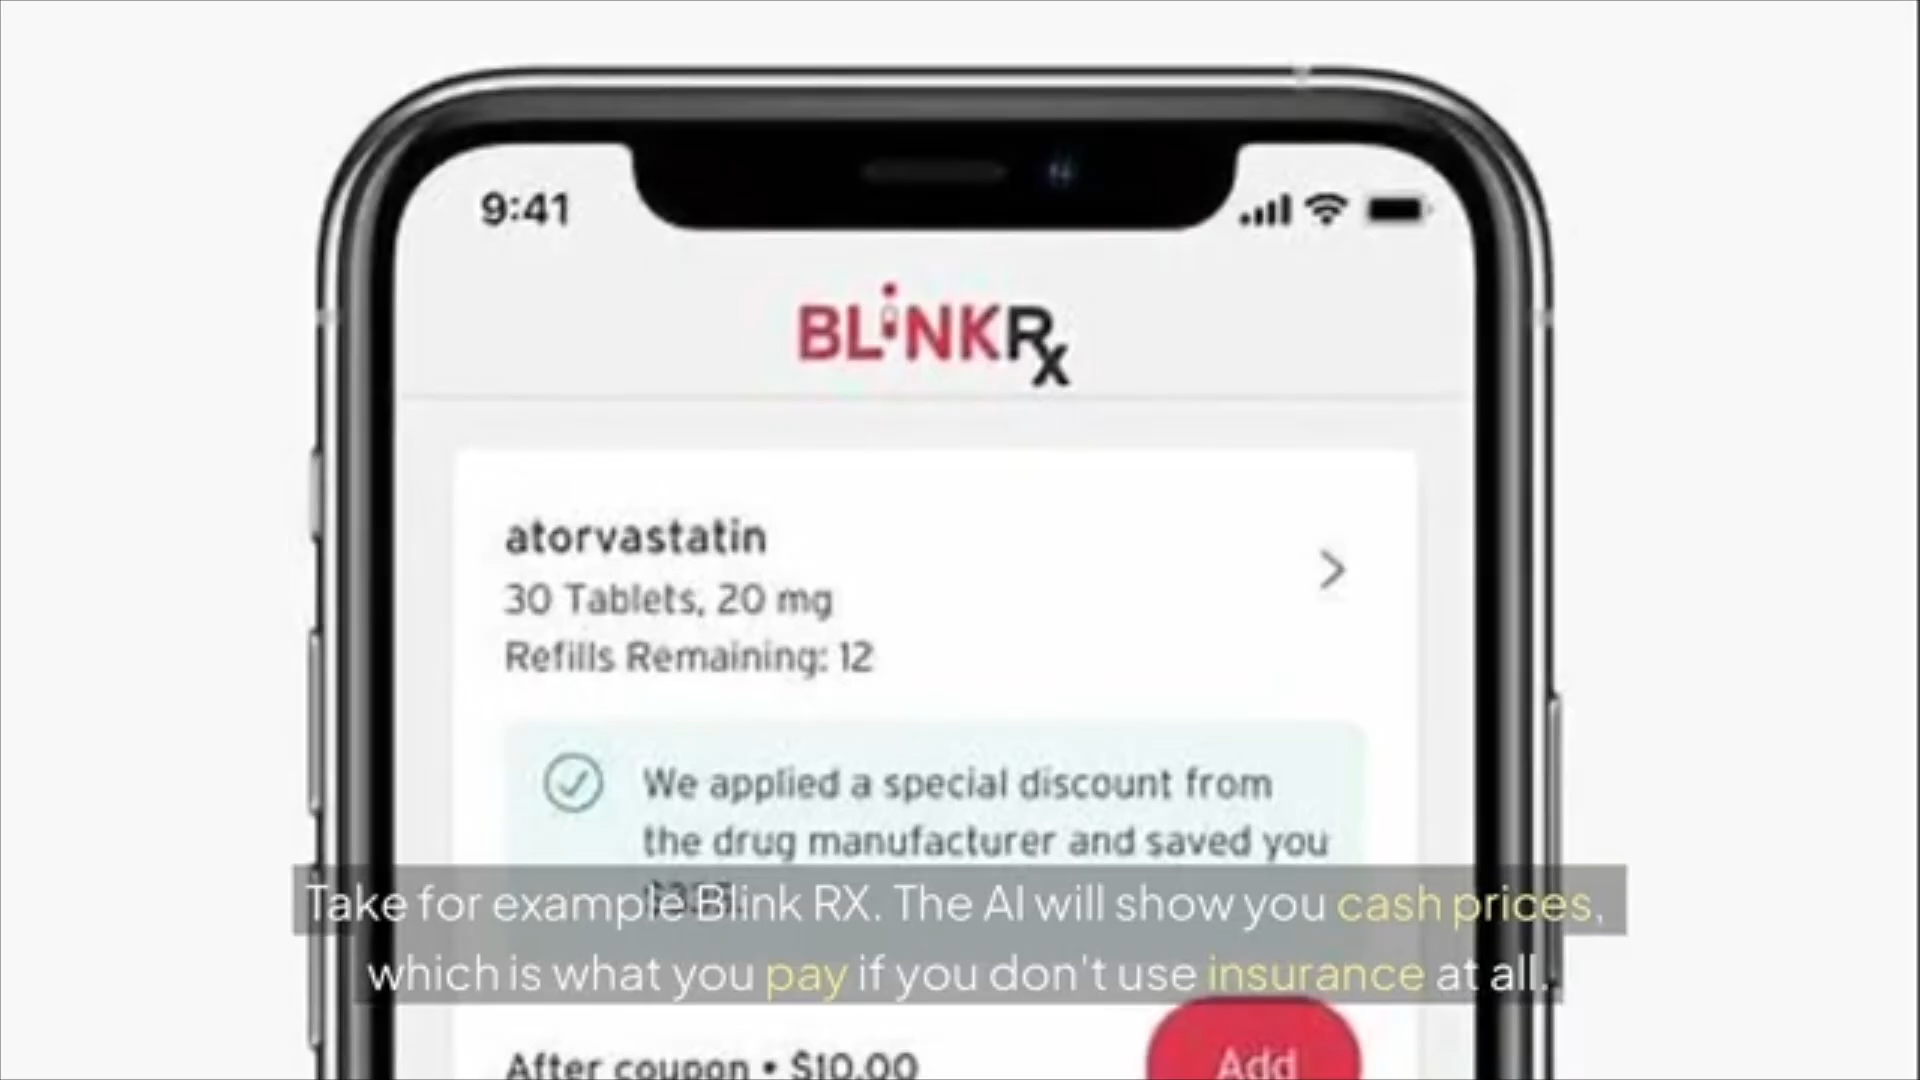 9:41
BLiNKRx
atorvastatin
30 Tablets, 20 mg
Refills Remaining: 12
We applied a special discount from
the drug manufacturer and saved you
Take for example Blink RX. The AI will show you cash prices,
which is what you pay if you don't use insurance at all.
After coupon • $10.00
Add